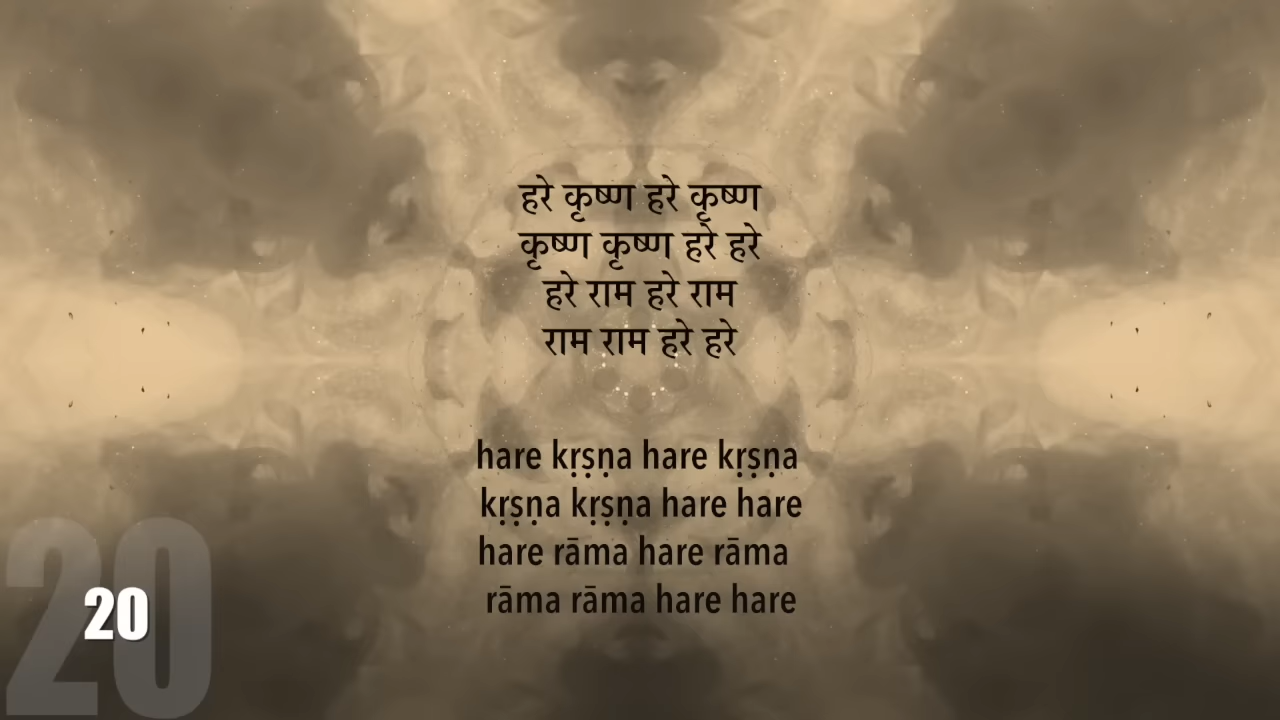 हरे कृष्ण हरे कृष्ण
कृष्ण कृष्ण हरे हरे
हरे राम हरे राम
राम राम हरे हरे
hare kṛṣṇa hare kṛṣṇa
kṛṣṇa kṛṣṇa hare hare
hare rāma hare rāma
rāma rāma hare hare
20
20